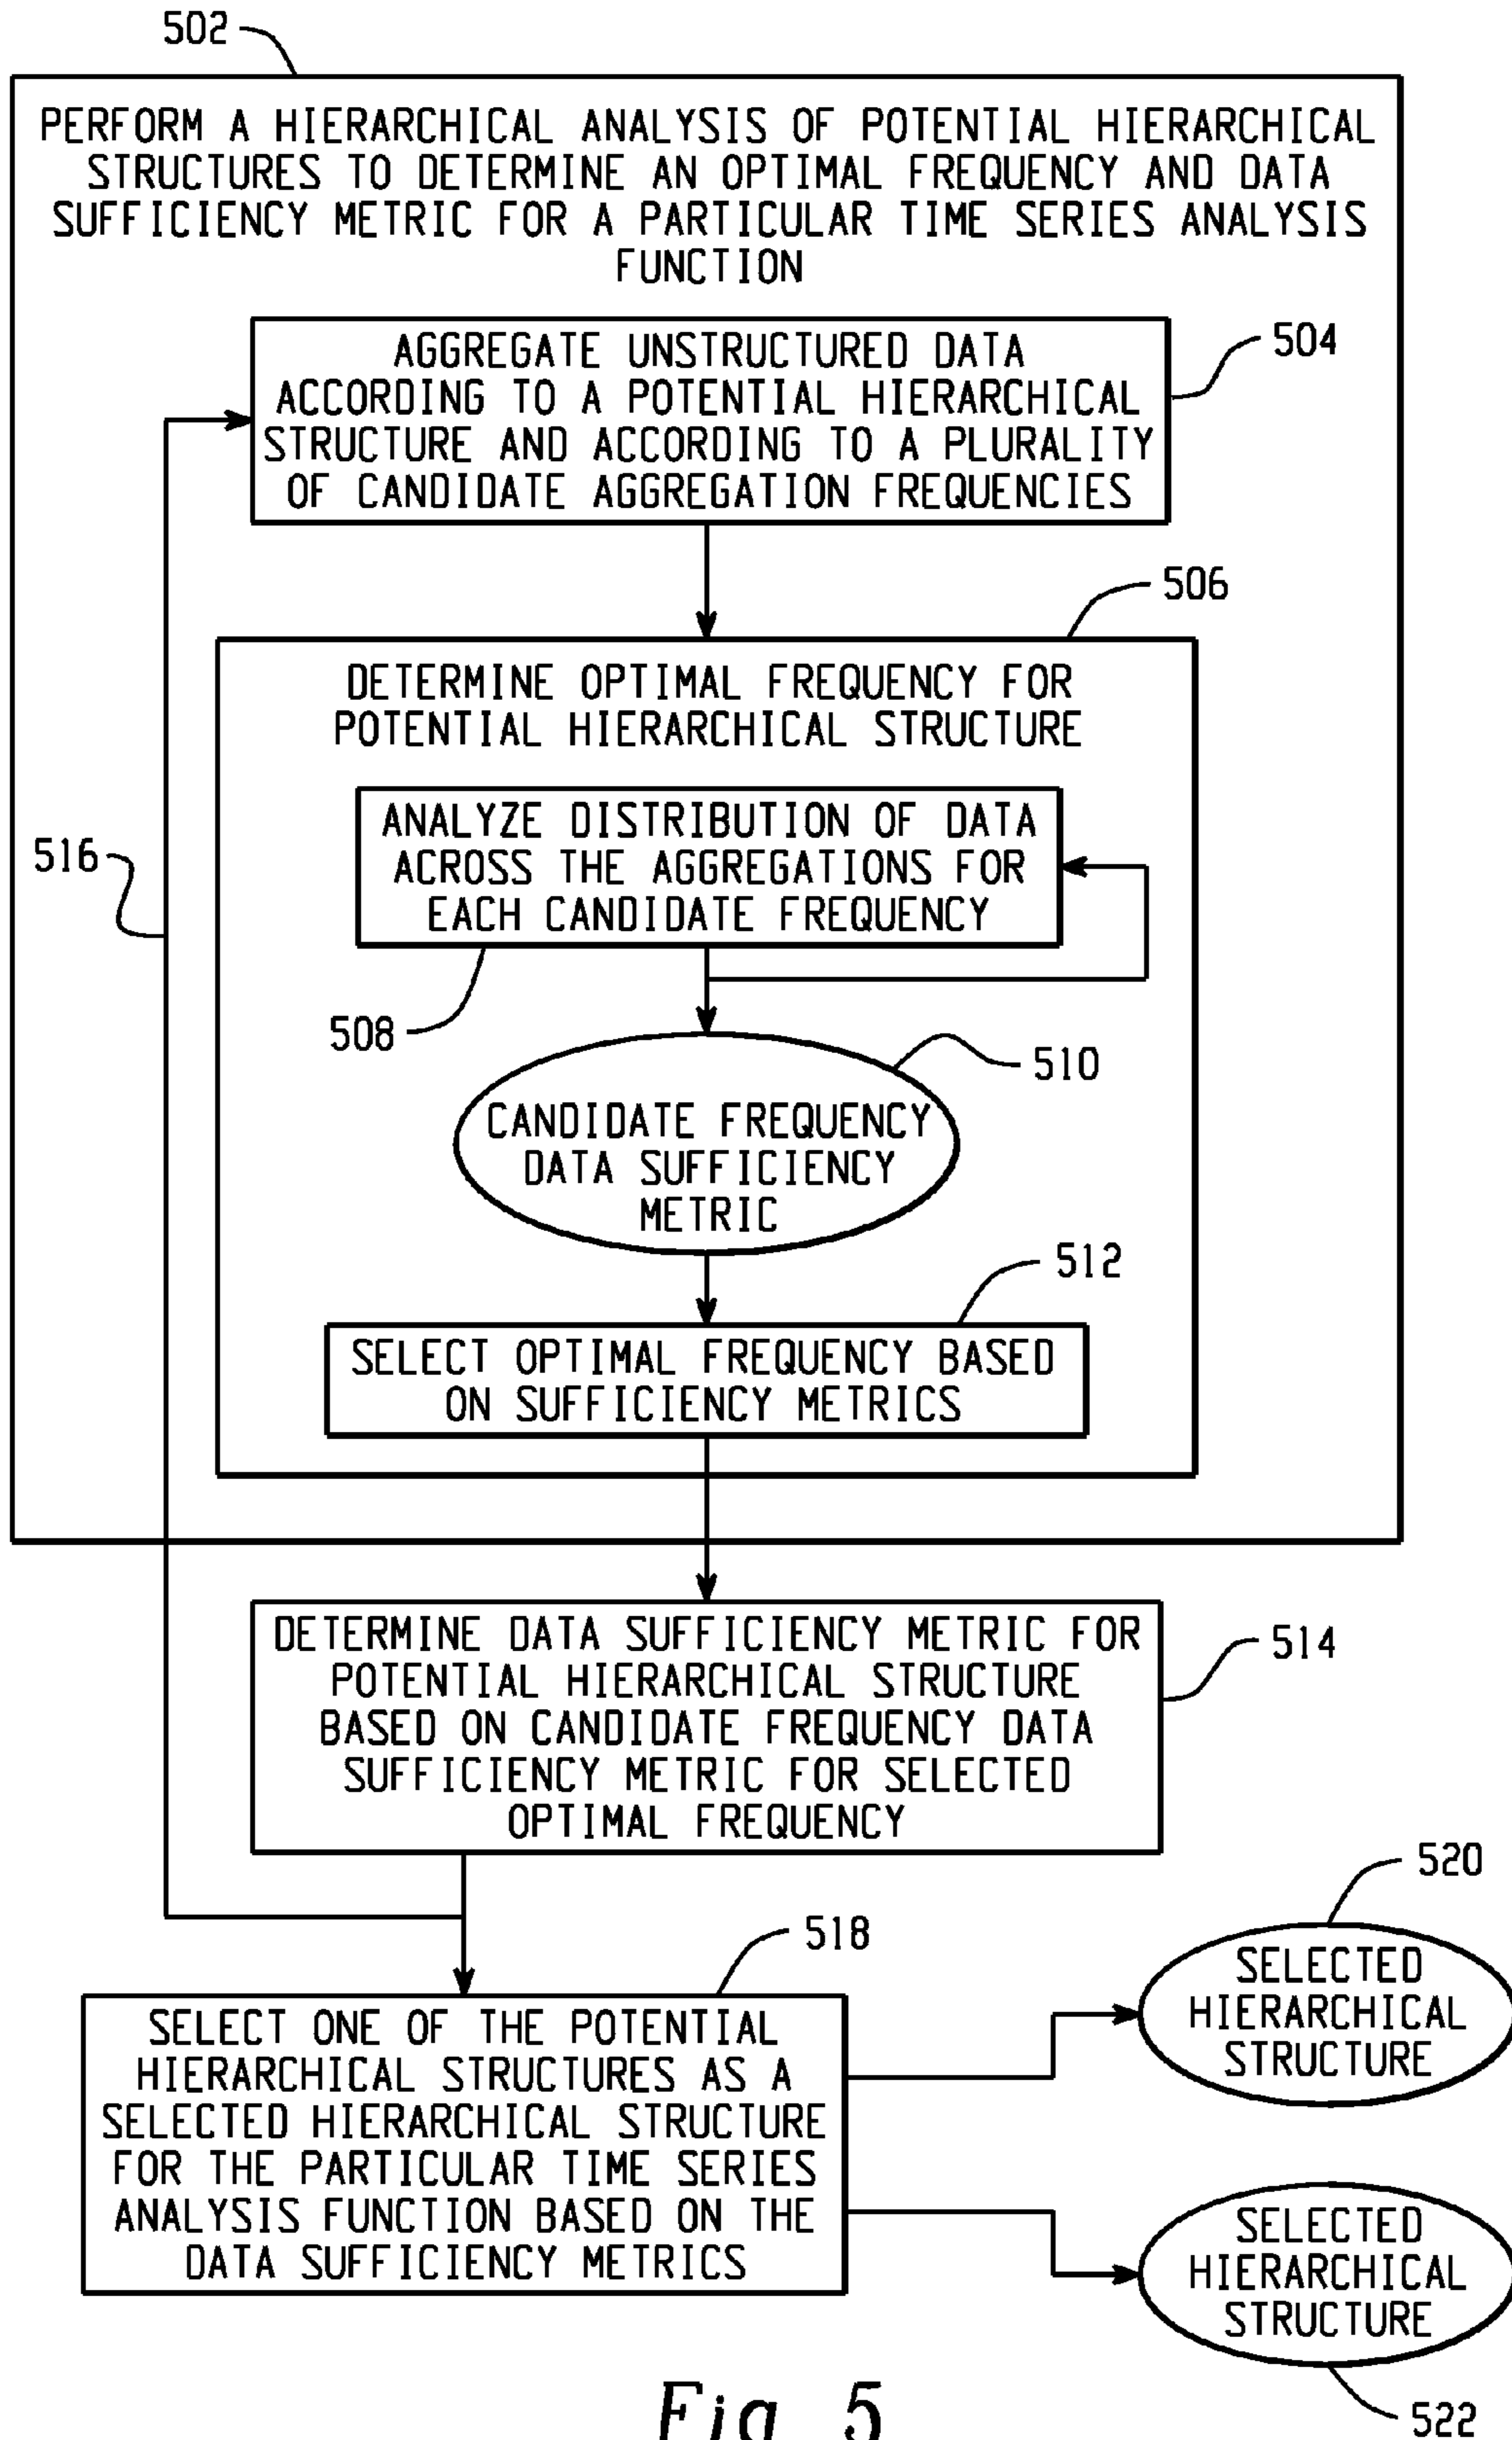 502
PERFORM A HIERARCHICAL ANALYSIS OF POTENTIAL HIERARCHICAL
STRUCTURES TO DETERMINE AN OPTIMAL FREQUENCY AND DATA
SUFFICIENCY METRIC FOR A PARTICULAR TIME SERIES ANALYSIS
FUNCTION
AGGREGATE UNSTRUCTURED DATA
ACCORDING TO A POTENTIAL HIERARCHICAL
STRUCTURE AND ACCORDING TO A PLURALITY
OF CANDIDATE AGGREGATION FREQUENCIES
504
506
DETERMINE OPTIMAL FREQUENCY FOR
POTENTIAL HIERARCHICAL STRUCTURE
ANALYZE DISTRIBUTION OF DATA
ACROSS THE AGGREGATIONS FOR
EACH CANDIDATE FREQUENCY
516
508
510
CANDIDATE FREQUENCY
DATA SUFFICIENCY
METRIC
512
SELECT OPTIMAL FREQUENCY BASED
ON SUFFICIENCY METRICS
DETERMINE DATA SUFFICIENCY METRIC FOR
POTENTIAL HIERARCHICAL STRUCTURE
BASED ON CANDIDATE FREQUENCY DATA
SUFFICIENCY METRIC FOR SELECTED
OPTIMAL FREQUENCY
514
518
SELECT ONE OF THE POTENTIAL
HIERARCHICAL STRUCTURES AS A
SELECTED HIERARCHICAL STRUCTURE
FOR THE PARTICULAR TIME SERIES
ANALYSIS FUNCTION BASED ON THE
DATA SUFFICIENCY METRICS
520
SELECTED
HIERARCHICAL
STRUCTURE
SELECTED
HIERARCHICAL
STRUCTURE
522
Fig 5